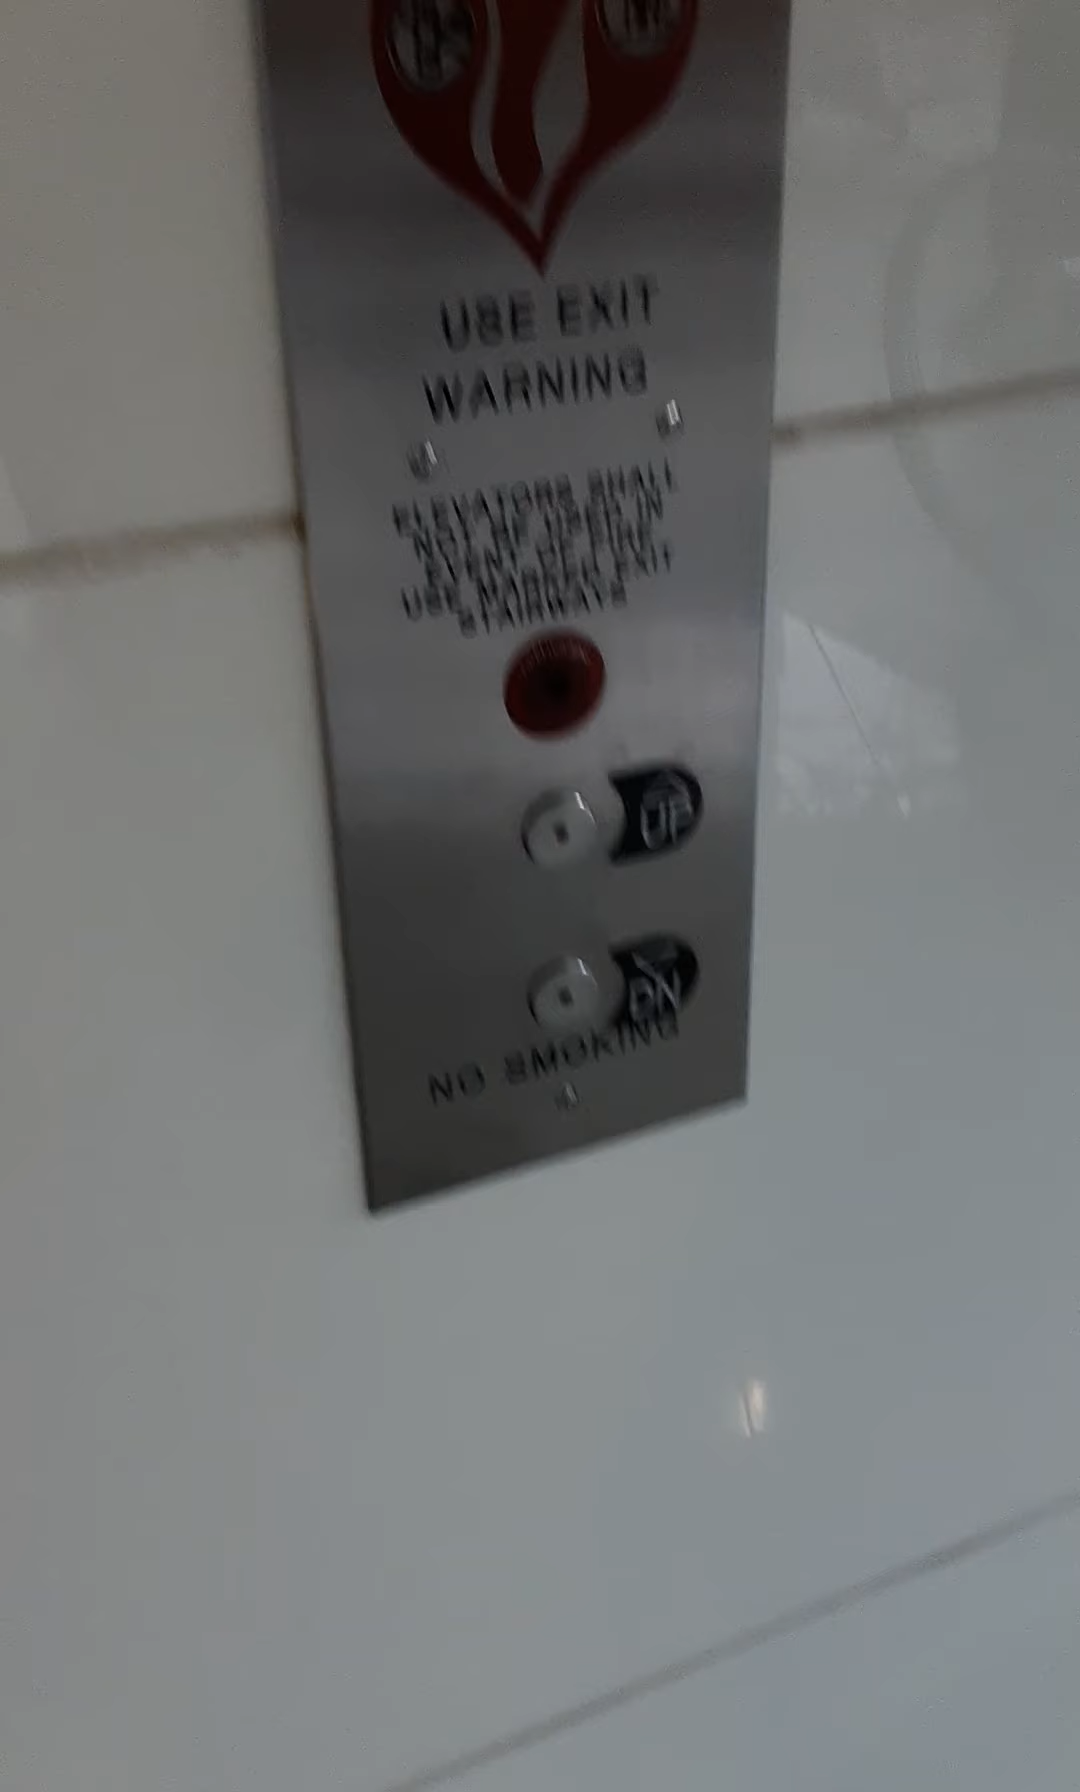 USE EXIT
WARNING
ELEVATORS SHALL
NOT BE USED IN
EVENT OF FIRE
USE MARKED EXIT
STAIRWAYS
UP
DN
NO SMOKING